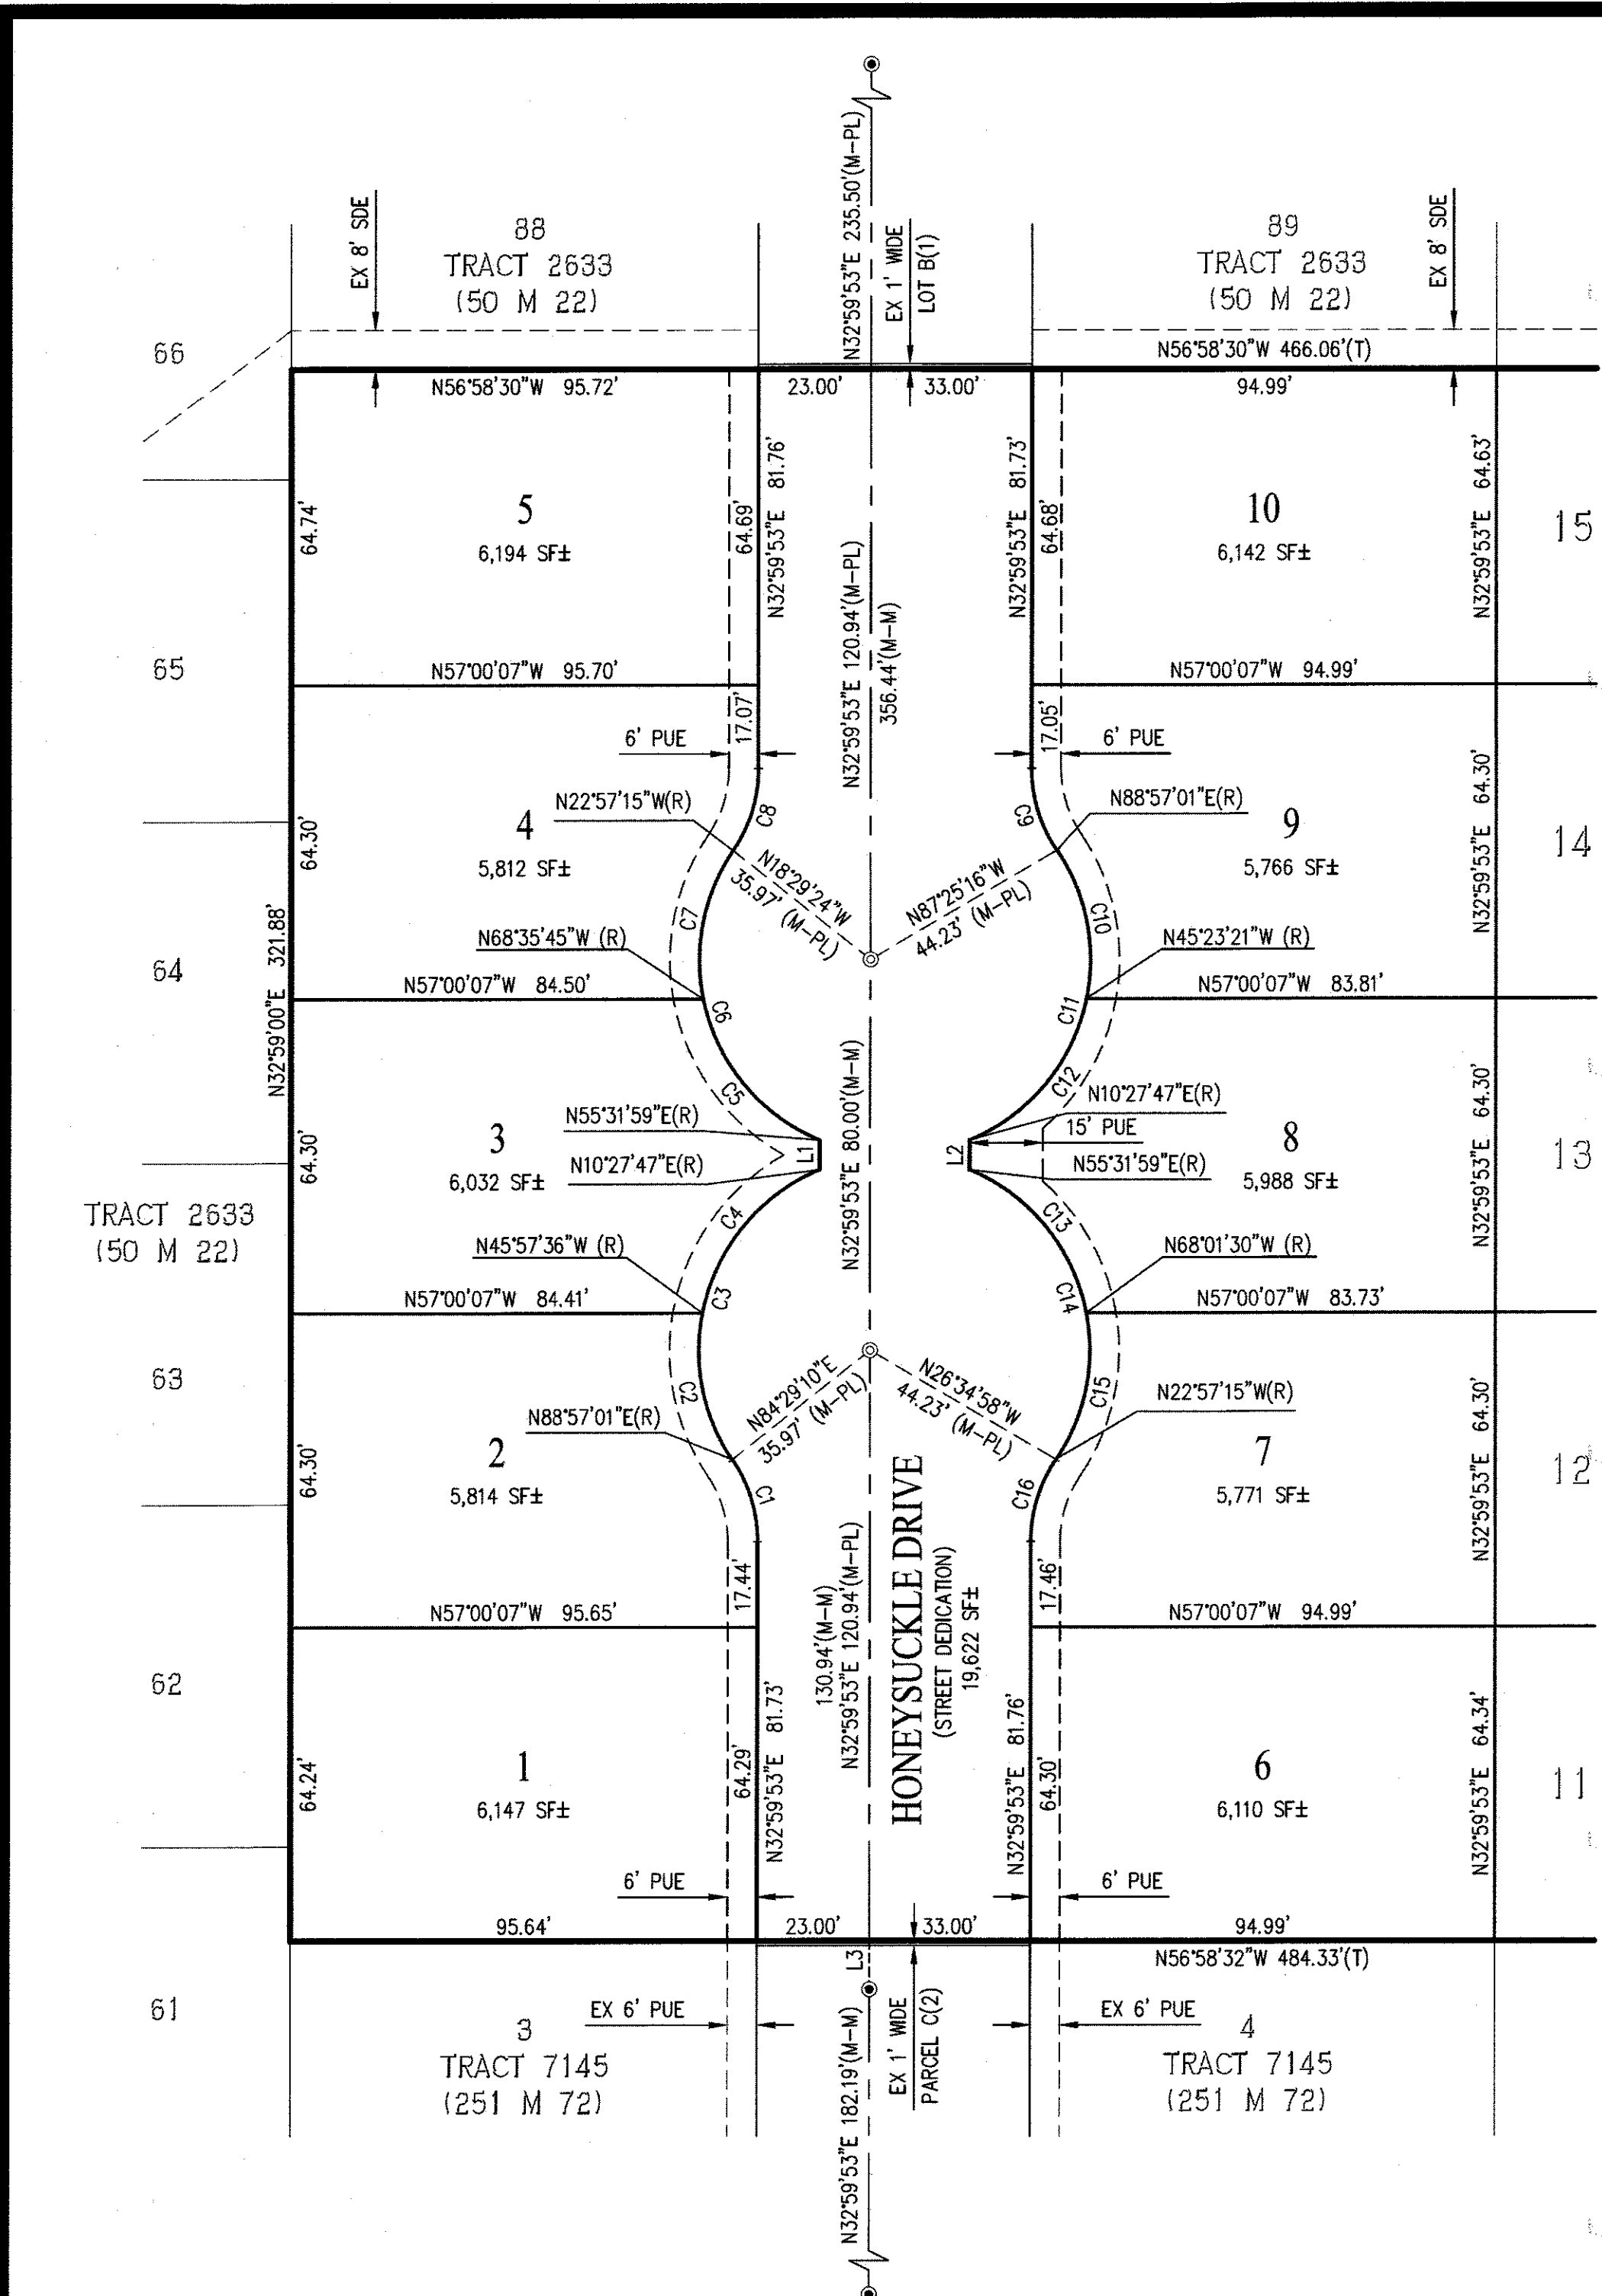 N32°59'53"E 235.50'(M-PL)
EX 8' SDE
88
TRACT 2633
(50 M 22)
EX 1' WIDE
LOT B(1)
89
TRACT 2633
(50 M 22)
EX 8' SDE
66
N56°58'30"W 466.06'(T)
N56°58'30"W 95.72'
23.00'
33.00'
94.99'
64.74'
5
6,194 SF±
64.69'
N32°59'53"E 81.76'
N32°59'53"E 120.94'(M-PL)
356.44'(M-M)
N32°59'53"E 81.73'
64.68'
10
6,142 SF±
N32°59'53"E 64.63'
15
65
N57°00'07"W 95.70'
N57°00'07"W 94.99'
17.07'
6' PUE
17.05'
6' PUE
N22°57'15"W(R)
C8
C9
N88°57'01"E(R)
64.30'
4
5,812 SF±
N18°29'24"W
35.97' (M-PL)
N87°25'16"W
44.23' (M-PL)
9
5,766 SF±
N32°59'53"E 64.30'
14
C7
C10
N68°35'45"W (R)
N45°23'21"W (R)
64
N32°59'00"E 321.88'
N57°00'07"W 84.50'
N57°00'07"W 83.81'
C6
C11
N32°59'53"E 80.00'(M-M)
C5
C12
N55°31'59"E(R)
N10°27'47"E(R)
64.30'
3
6,032 SF±
L1
L2
15' PUE
8
5,988 SF±
N32°59'53"E 64.30'
13
N10°27'47"E(R)
N55°31'59"E(R)
TRACT 2633
(50 M 22)
C4
C13
N45°57'36"W (R)
N68°01'30"W (R)
N57°00'07"W 84.41'
N57°00'07"W 83.73'
C3
C14
63
C2
C15
N84°29'10"E
35.97' (M-PL)
N26°34'58"W
44.23' (M-PL)
N88°57'01"E(R)
N22°57'15"W(R)
64.30'
2
5,814 SF±
C1
C16
7
5,771 SF±
N32°59'53"E 64.30'
12
17.44'
17.46'
HONEYSUCKLE DRIVE
(STREET DEDICATION)
19,622 SF±
130.94'(M-M)
N32°59'53"E 120.94'(M-PL)
N57°00'07"W 95.65'
N57°00'07"W 94.99'
62
64.24'
1
6,147 SF±
64.29'
N32°59'53"E 81.73'
N32°59'53"E 81.76'
64.30'
6
6,110 SF±
N32°59'53"E 64.34'
11
6' PUE
6' PUE
95.64'
23.00'
33.00'
94.99'
N56°58'32"W 484.33'(T)
L3
61
EX 6' PUE
3
TRACT 7145
(251 M 72)
N32°59'53"E 182.19'(M-M)
EX 1' WIDE
PARCEL C(2)
EX 6' PUE
4
TRACT 7145
(251 M 72)